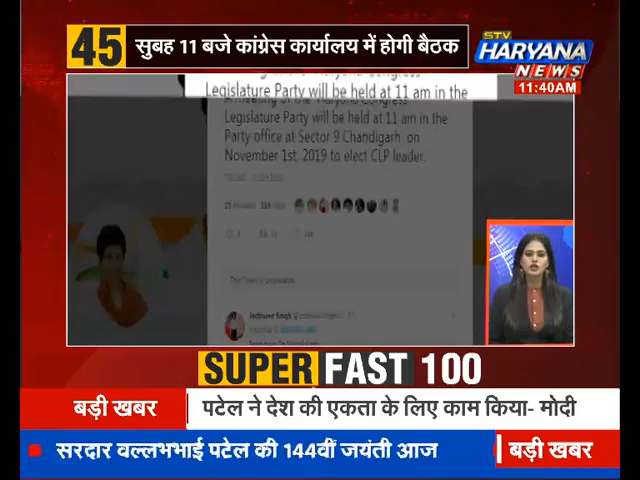 45 सुबह 11 बजे कांग्रेस कार्यालय में होगी बैठक
STV
HARYANA
NEWS
11:40AM
Legislature Party will be held at 11 am in the
Legislature Party will be held at 11 am in the
Party office at Sector 9 Chandigarh on
November 1st, 2019 to elect CLP leader.
SUPER FAST 100
बड़ी खबर
पटेल ने देश की एकता के लिए काम किया- मोदी
सरदार वल्लभभाई पटेल की 144वीं जयंती आज
बड़ी खबर